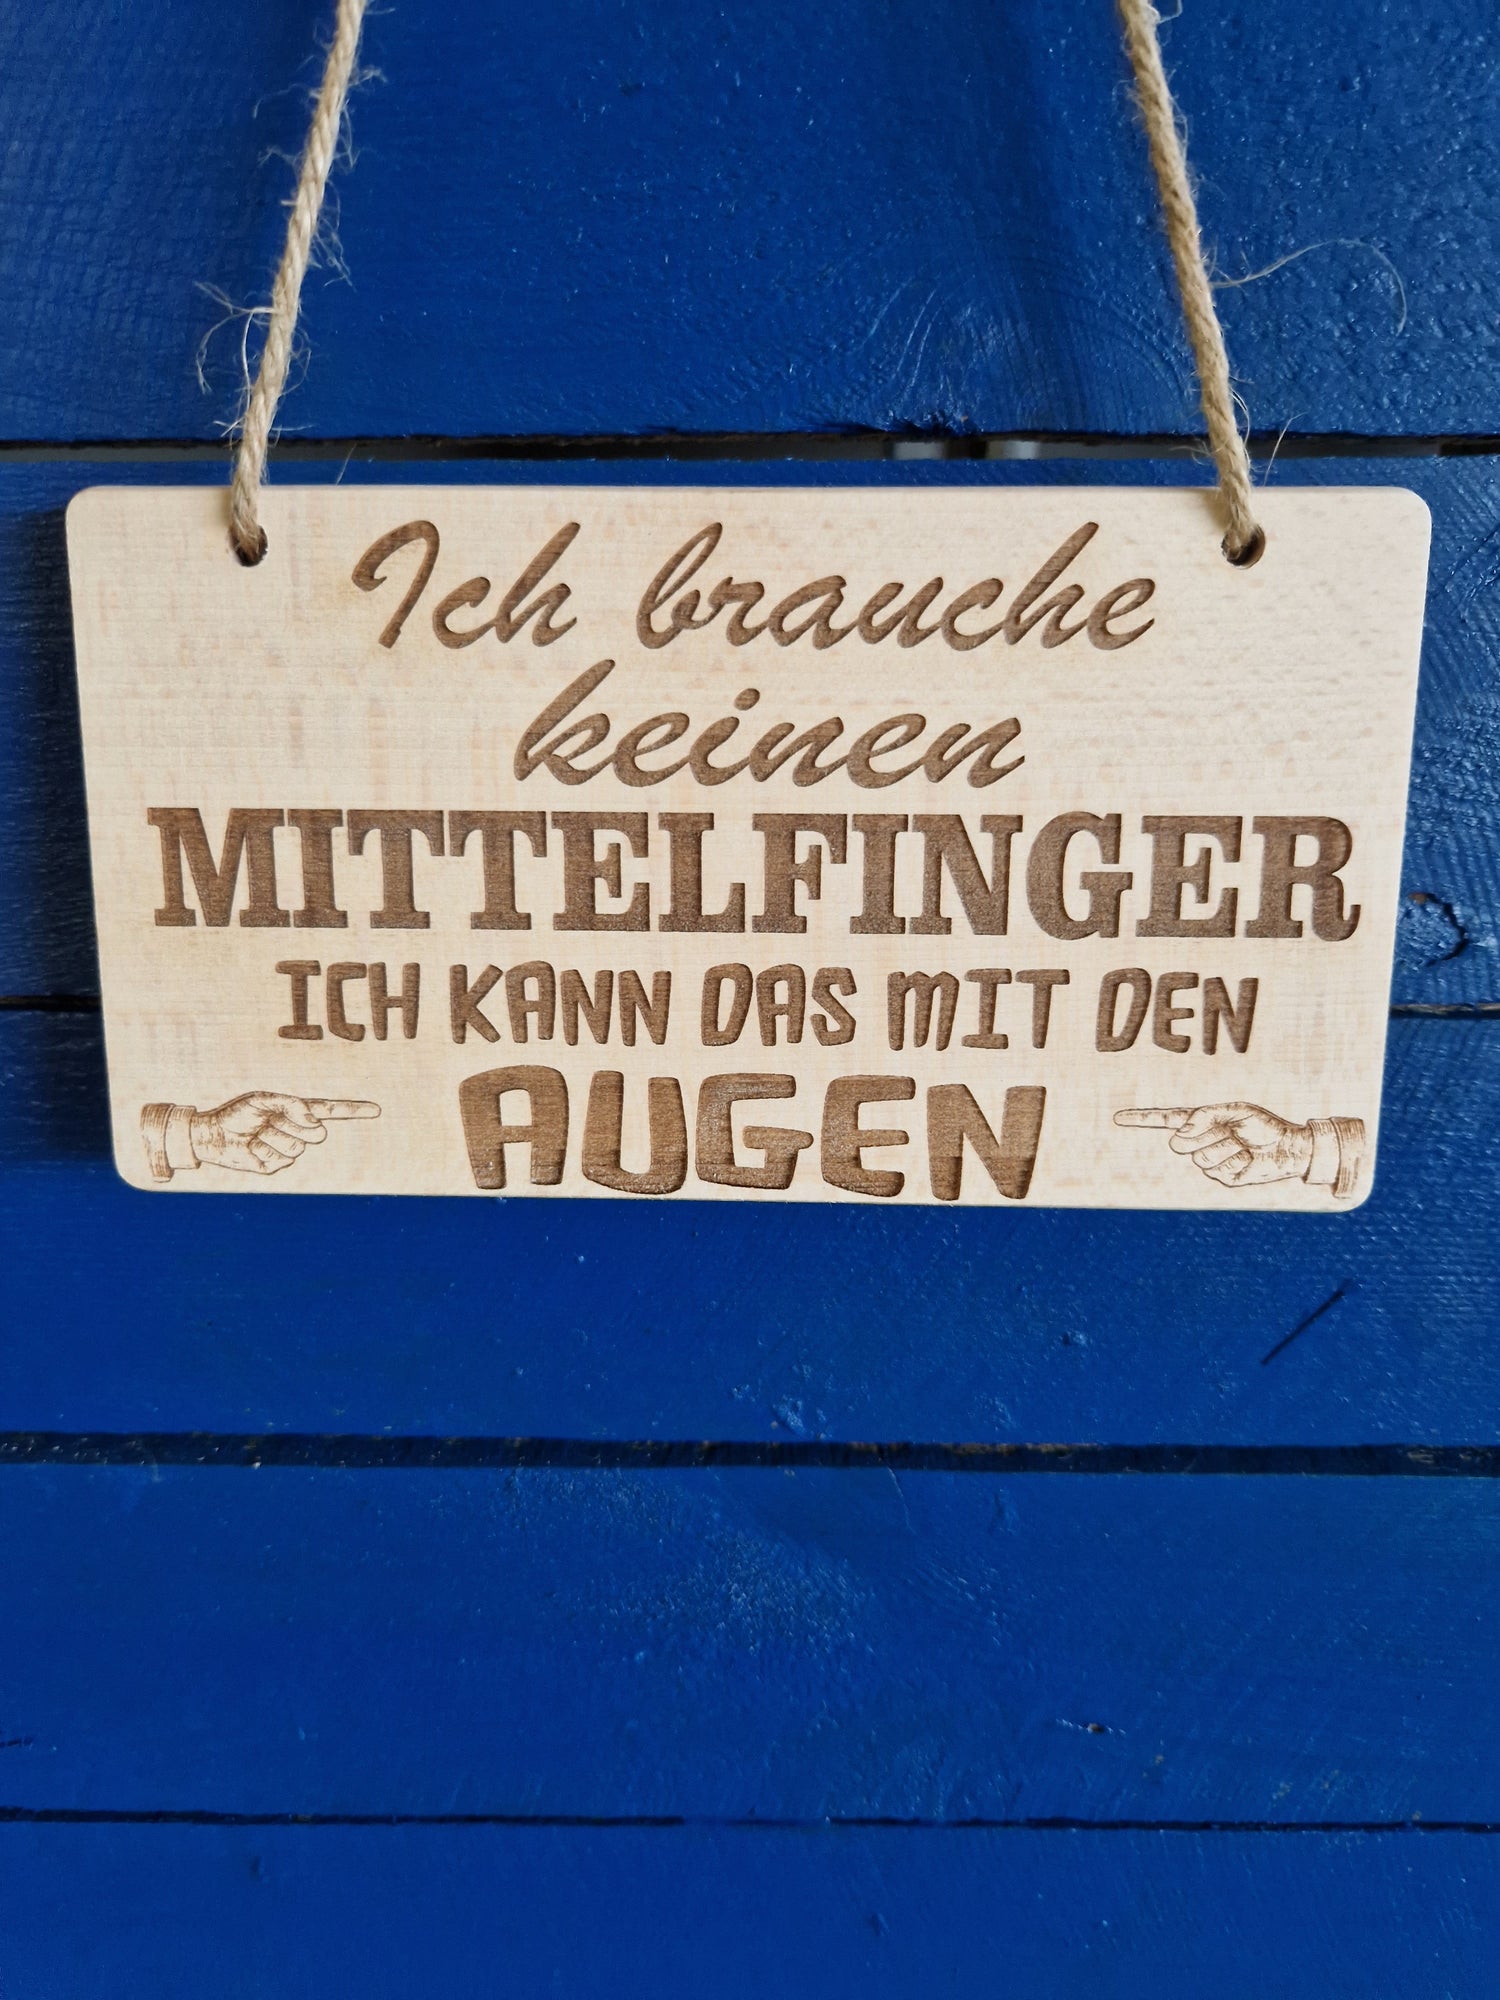 Ich brauche
keinen
MITTELFINGER
ICH KANN DAS MIT DEN
AUGEN